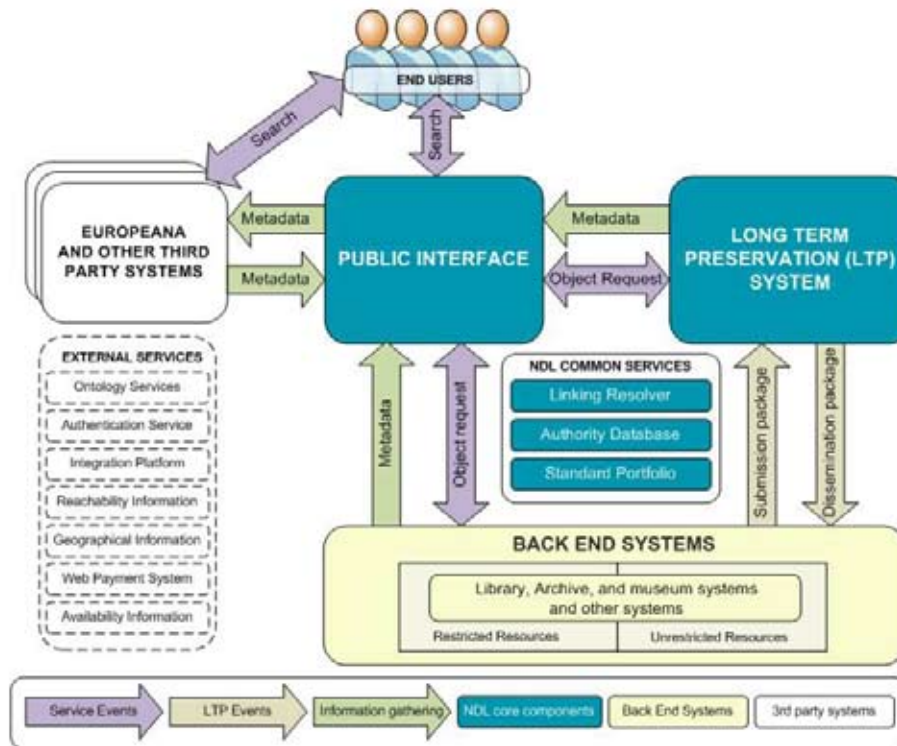 END USERS
Search
Search
EUROPEANA
AND OTHER THIRD
PARTY SYSTEMS
Metadata
Metadata
PUBLIC INTERFACE
Metadata
Object Request
LONG TERM
PRESERVATION (LTP)
SYSTEM
EXTERNAL SERVICES
Ontology Services
Authentication Service
Integration Platform
Reachability Information
Geographical Information
Web Payment System
Availability Information
Metadata
Object request
NDL COMMON SERVICES
Linking Resolver
Authority Database
Standard Portfolio
Submission package
Dissemination package
BACK END SYSTEMS
Library, Archive, and museum systems
and other systems
Restricted Resources
Unrestricted Resources
Service Events
LTP Events
Information gathering
NDL core components
Back End Systems
3rd party systems